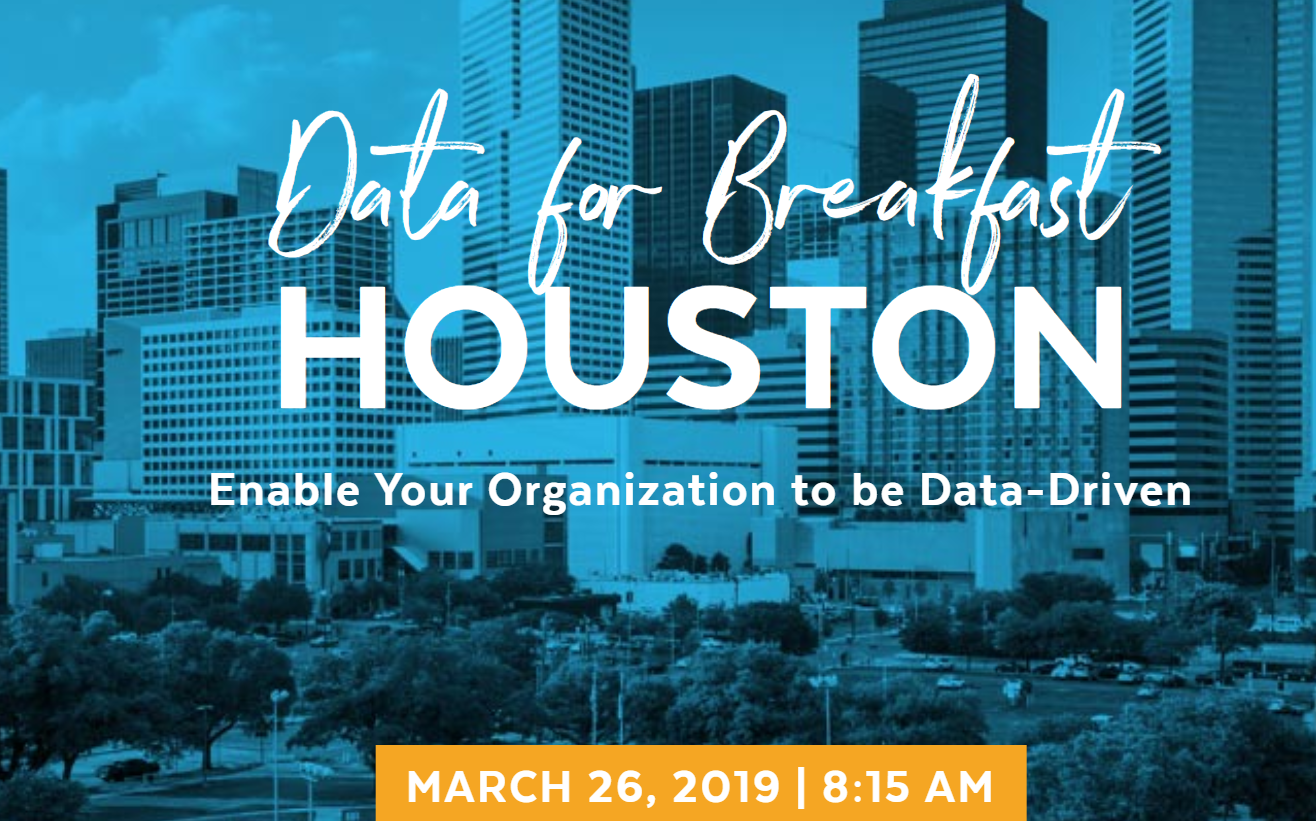 Data for Breakfast
HOUSTON
Enable Your Organization to be Data-Driven
MARCH 26, 2019 | 8:15 AM